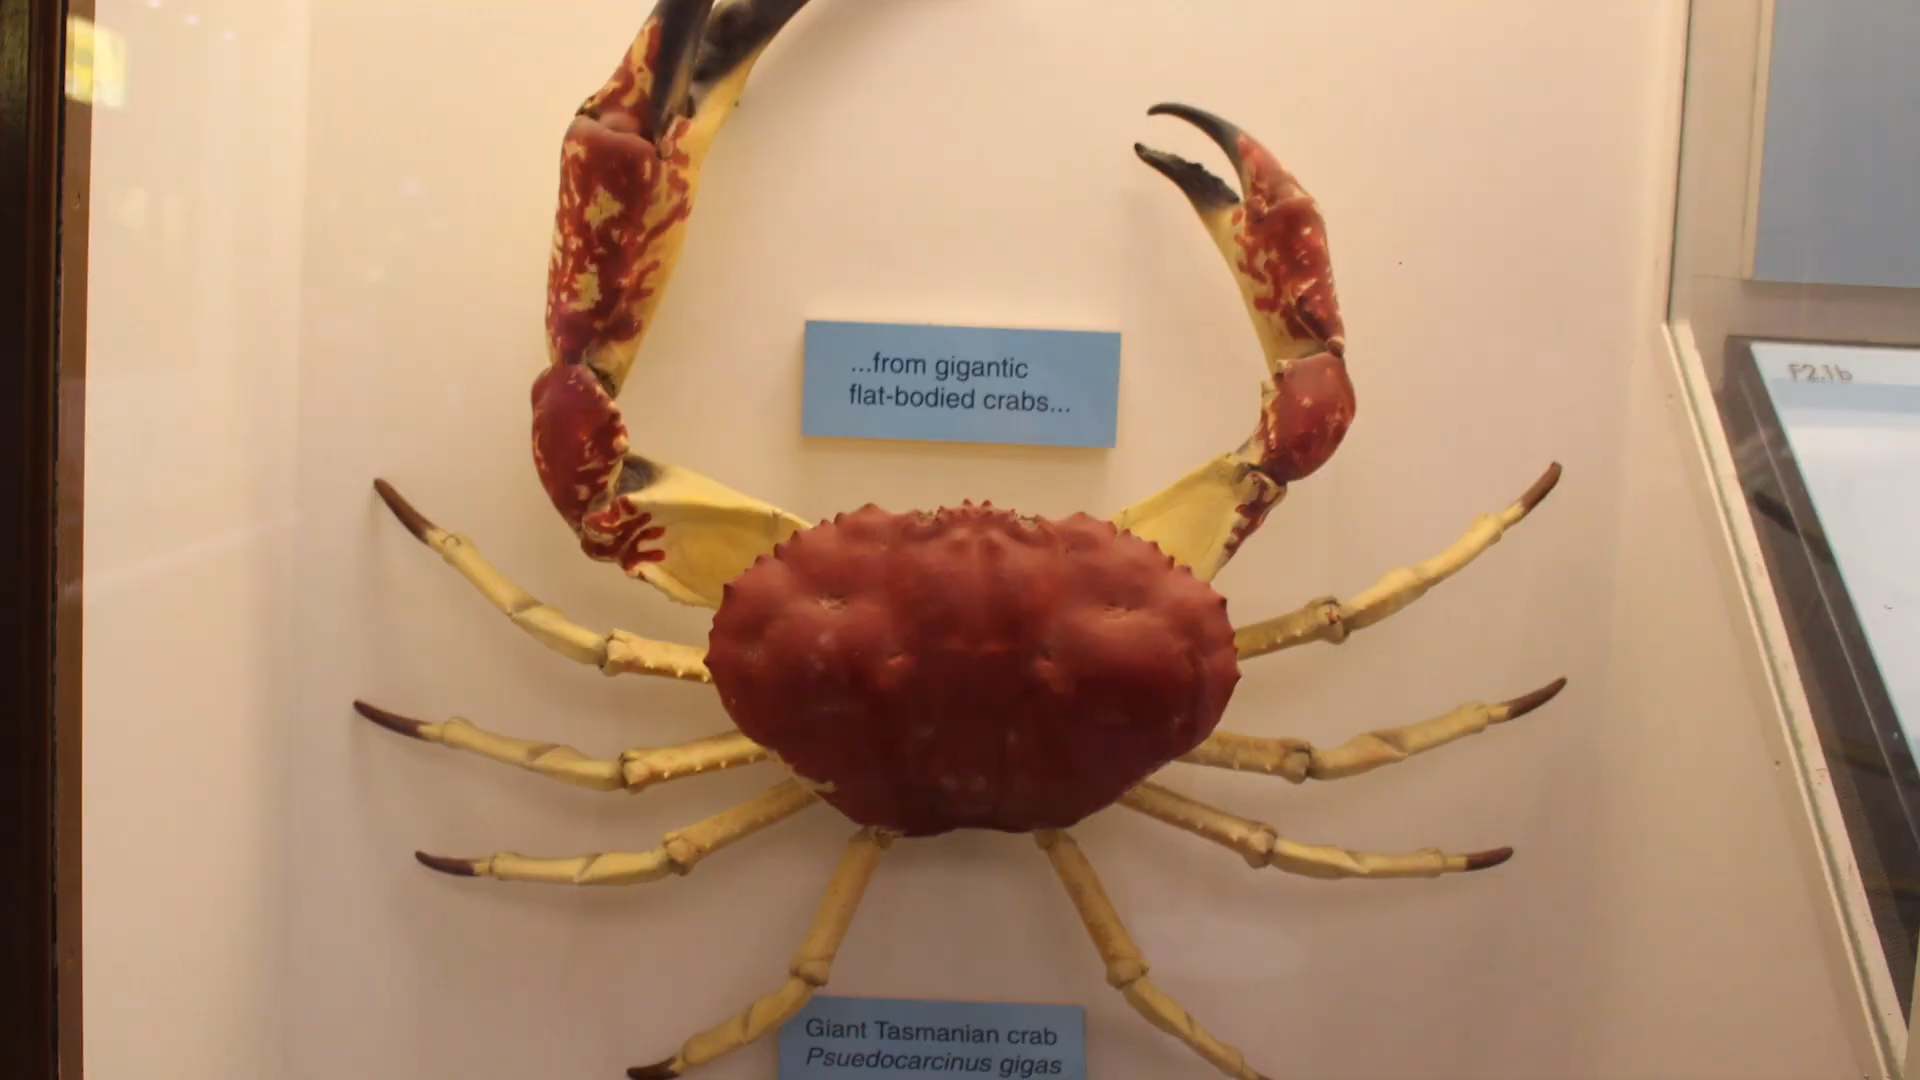 ...from gigantic
flat-bodied crabs...
F2.1b
Giant Tasmanian crab
Psuedocarcinus gigas